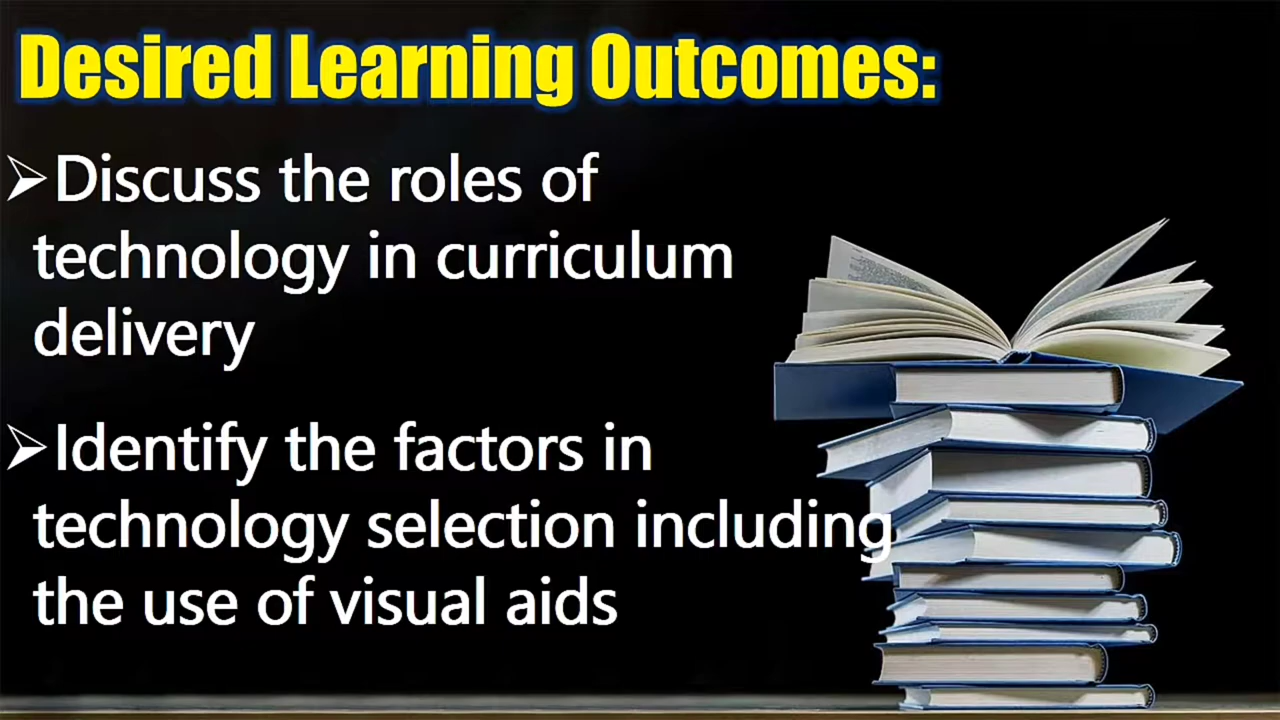 Desired Learning Outcomes:
➢Discuss the roles of
technology in curriculum
delivery
➢Identify the factors in
technology selection including
the use of visual aids